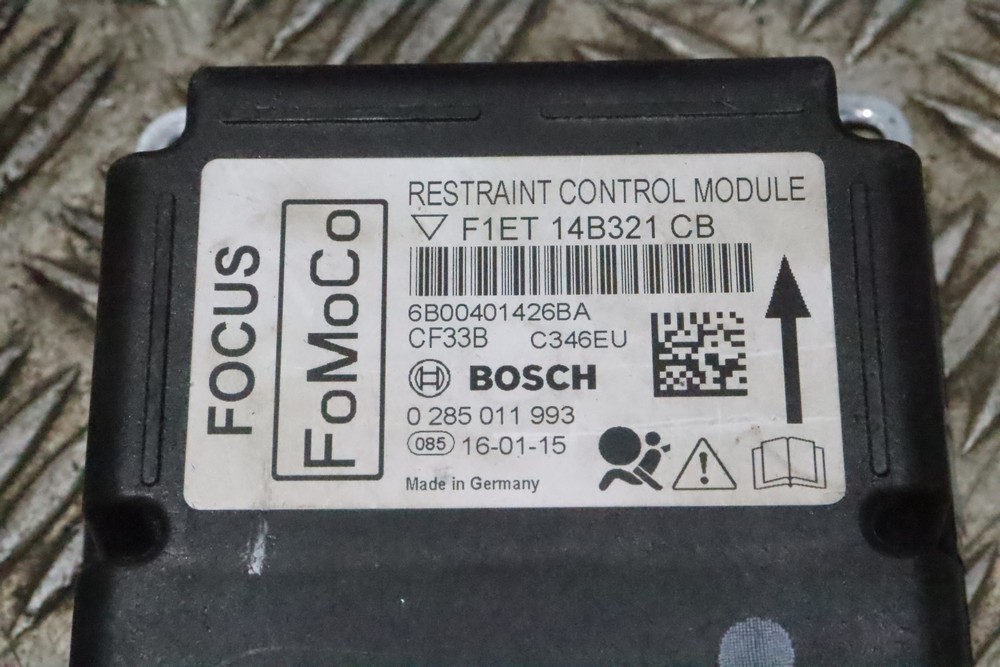 FOCUS
FoMoCo
RESTRAINT CONTROL MODULE
F1ET 14B321 CB
6B00401426BA
CF33B C346EU
BOSCH
0 285 011 993
085 16-01-15
Made in Germany